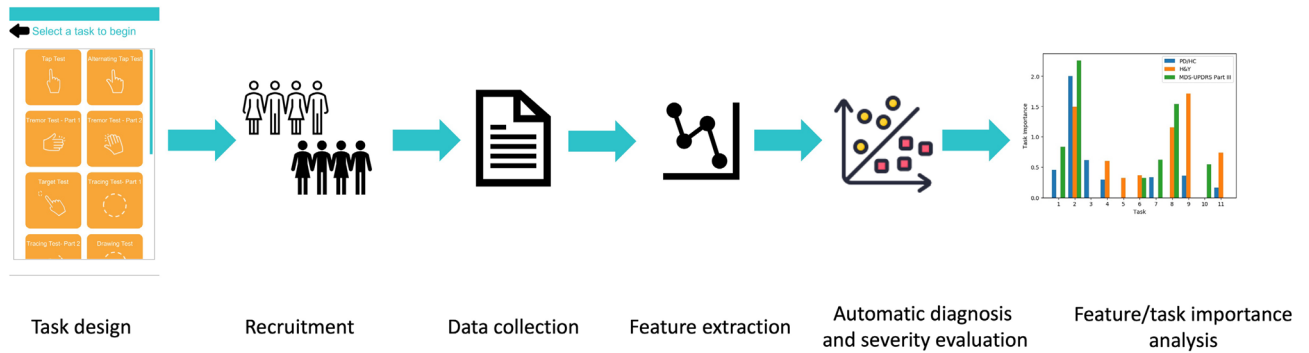 Select a task to begin
Tap Test
Alternating Tap Test
Tremor Test - Part 1
Tremor Test - Part 2
Target Test
Tracing Test- Part 1
Tracing Test- Part 2
Drawing Test
PD/HC
H&Y
MDS-UPDRS Part III
Task Importance
2.0
1.5
1.0
0.5
0.0
1 2 3 4 5 6 7 8 9 10 11
Task
Task design
Recruitment
Data collection
Feature extraction
Automatic diagnosis
and severity evaluation
Feature/task importance
analysis